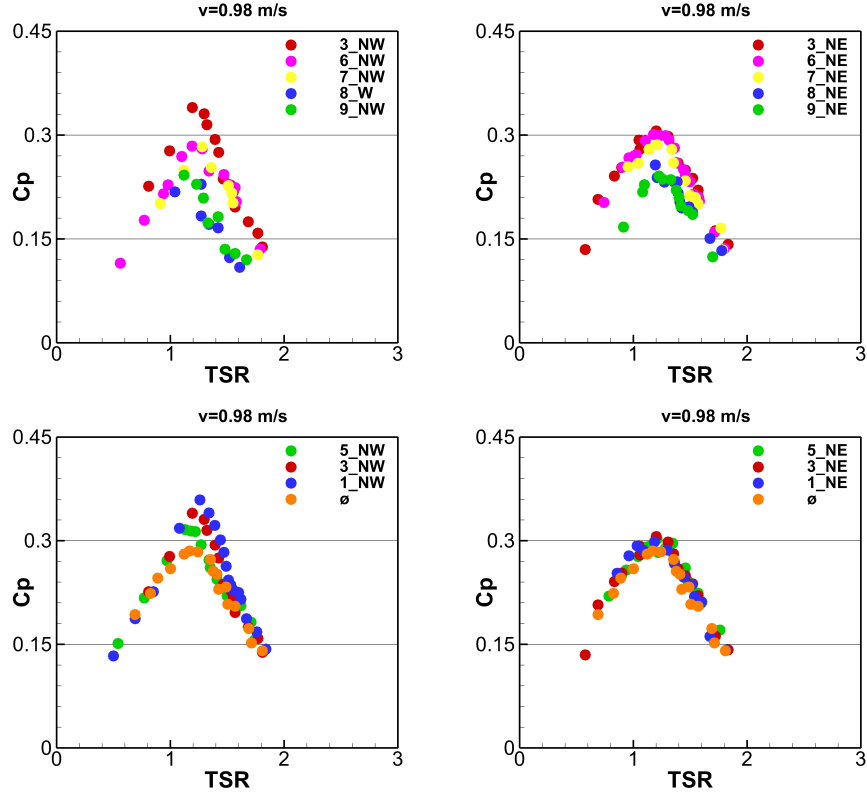 v=0.98 m/s
0.45
0.3
0.15
0
Cp
3_NW
6_NW
7_NW
8_W
9_NW
0
1
2
3
TSR
v=0.98 m/s
0.45
0.3
0.15
0
Cp
3_NE
6_NE
7_NE
8_NE
9_NE
0
1
2
3
TSR
v=0.98 m/s
0.45
0.3
0.15
0
Cp
5_NW
3_NW
1_NW
ø
0
1
2
3
TSR
v=0.98 m/s
0.45
0.3
0.15
0
Cp
5_NE
3_NE
1_NE
ø
0
1
2
3
TSR